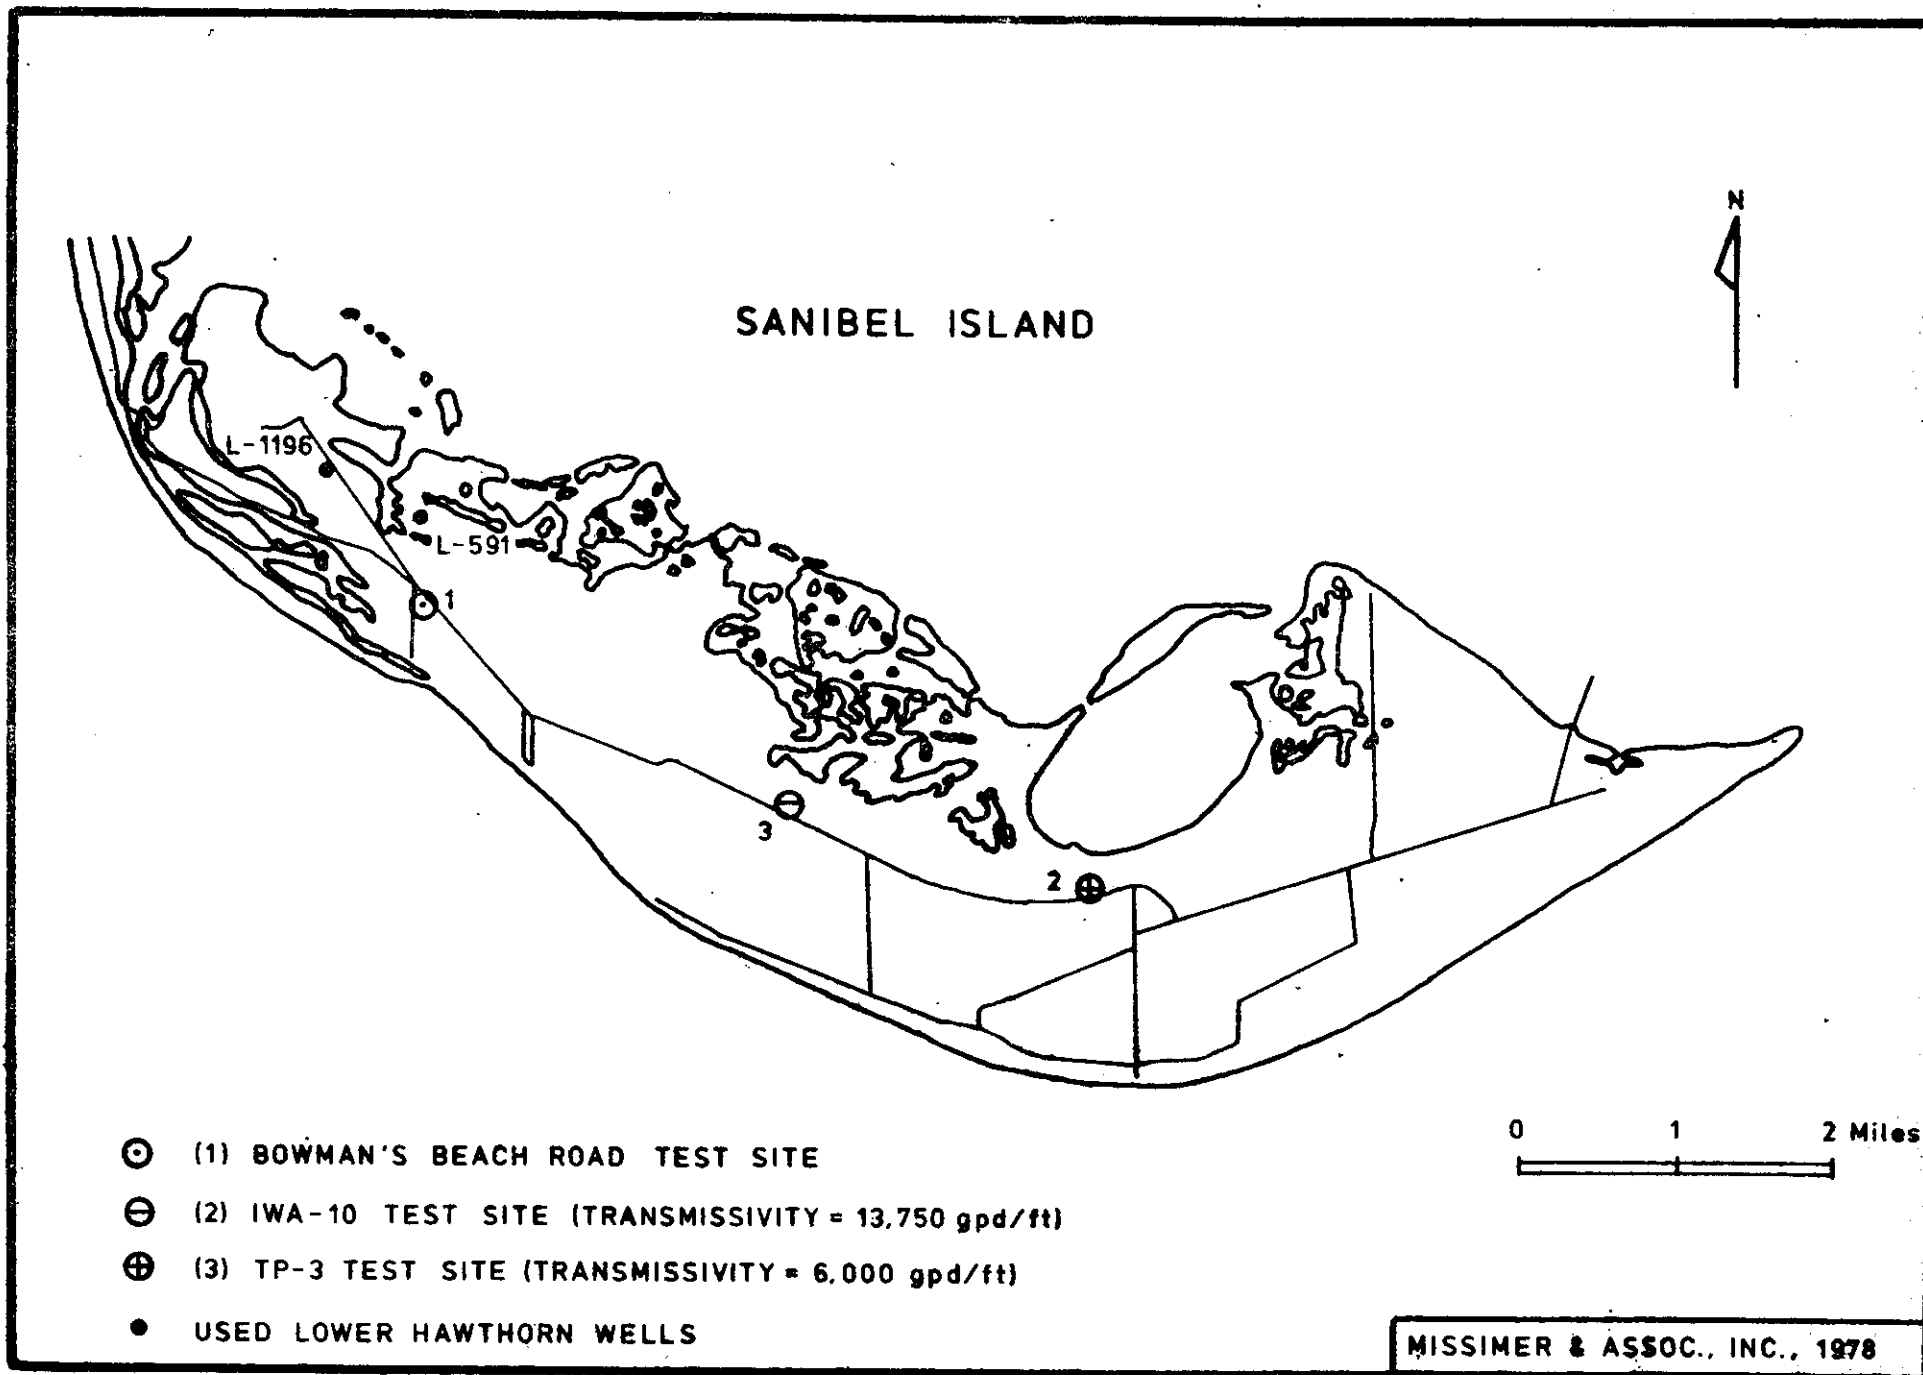 N
SANIBEL ISLAND
L-1196
L-591
1
3
2
0 1 2 Miles
(1) BOWMAN'S BEACH ROAD TEST SITE
(2) IWA-10 TEST SITE (TRANSMISSIVITY = 13,750 gpd/ft)
(3) TP-3 TEST SITE (TRANSMISSIVITY = 6,000 gpd/ft)
USED LOWER HAWTHORN WELLS
MISSIMER & ASSOC., INC., 1978